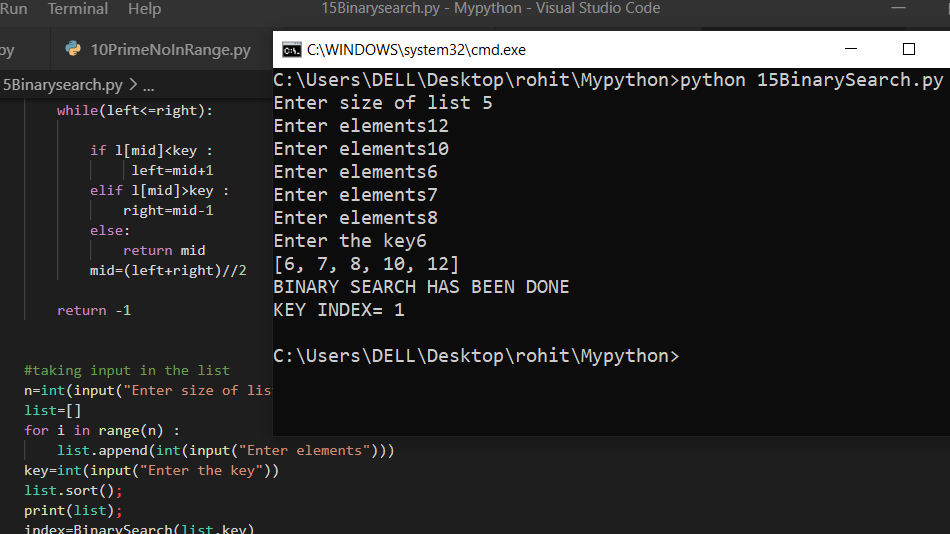 Run Terminal Help 15Binarysearch.py - Mypython - Visual Studio Code
py 10PrimeNoInRange.py
5Binarysearch.py > ...
while(left<=right):
if l[mid]<key :
left=mid+1
elif l[mid]>key :
right=mid-1
else:
return mid
mid=(left+right)//2
return -1
#taking input in the list
n=int(input("Enter size of lis
list=[]
for i in range(n) :
list.append(int(input("Enter elements")))
key=int(input("Enter the key"))
list.sort();
print(list);
index=BinarySearch(list,key)
C:\WINDOWS\system32\cmd.exe
C:\Users\DELL\Desktop\rohit\Mypython>python 15BinarySearch.py
Enter size of list 5
Enter elements12
Enter elements10
Enter elements6
Enter elements7
Enter elements8
Enter the key6
[6, 7, 8, 10, 12]
BINARY SEARCH HAS BEEN DONE
KEY INDEX= 1
C:\Users\DELL\Desktop\rohit\Mypython>